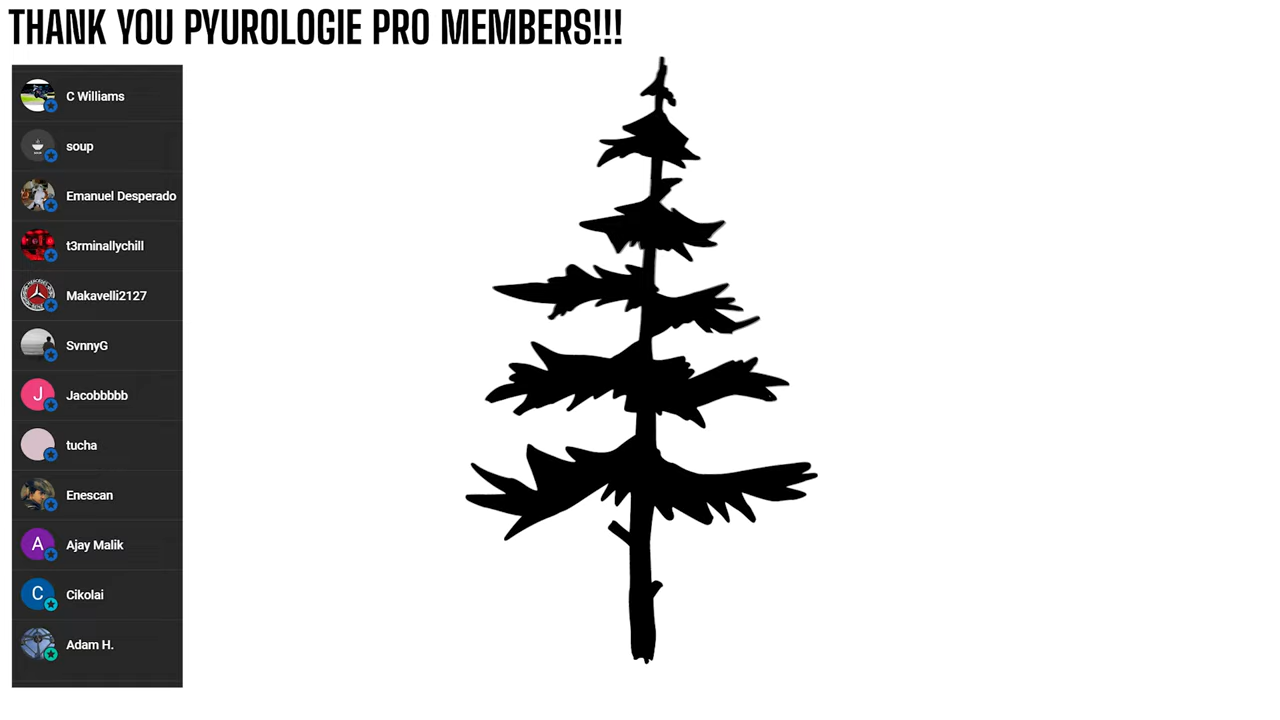 THANK YOU PYUROLOGIE PRO MEMBERS!!!
C Williams
soup
Emanuel Desperado
t3rminallychill
Makavelli2127
SvnnyG
J
Jacobbbbb
tucha
Enescan
A
Ajay Malik
C
Cikolai
Adam H.